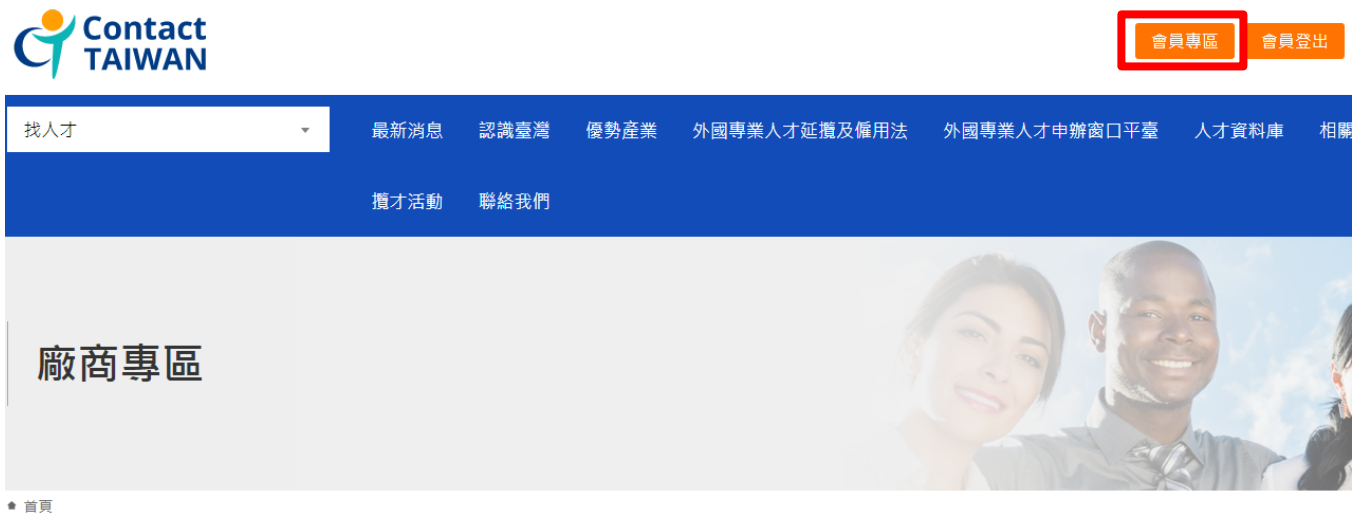 Contact
TAIWAN
會員專區 會員登出
找人才 最新消息 認識臺灣 優勢產業 外國專業人才延攬及僱用法 外國專業人才申辦窗口平臺 人才資料庫 相關
攬才活動 聯絡我們
廠商專區
首頁